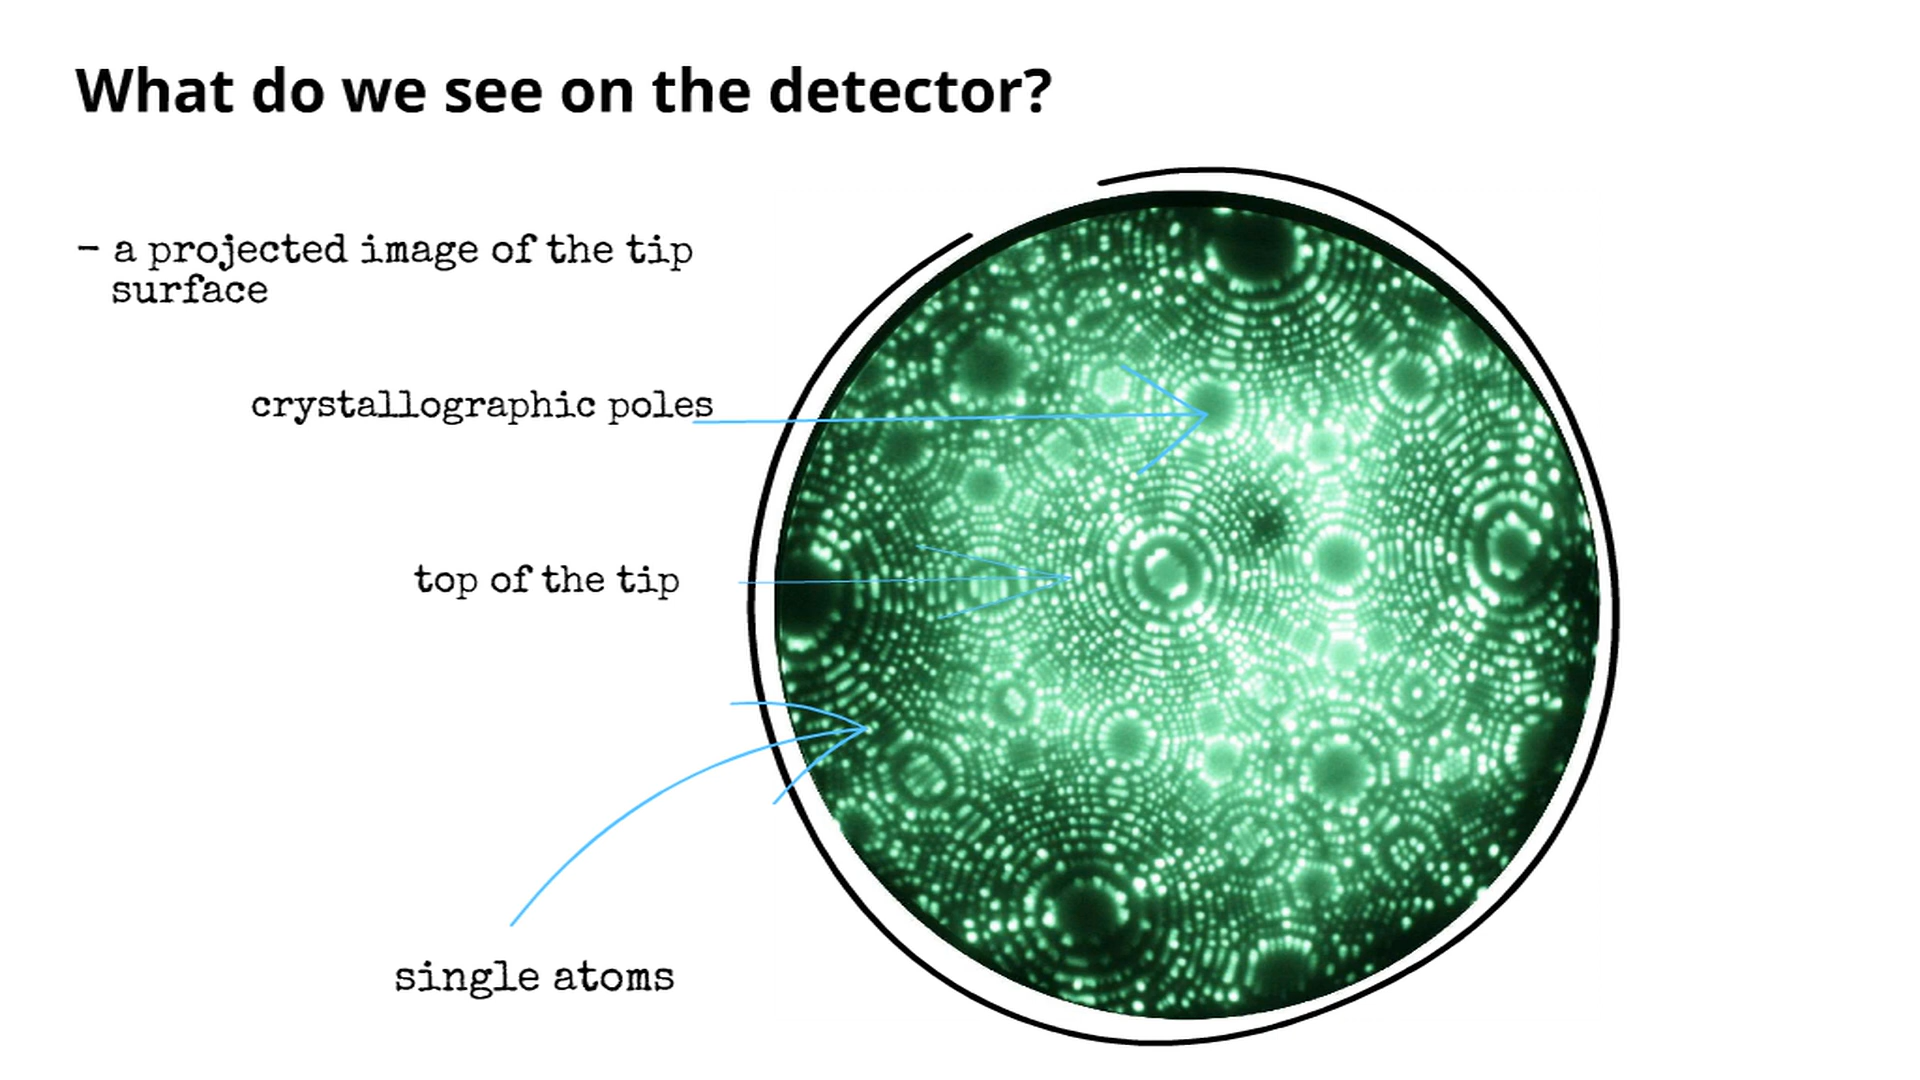 What do we see on the detector?
- a projected image of the tip
surface
crystallographic poles
top of the tip
single atoms